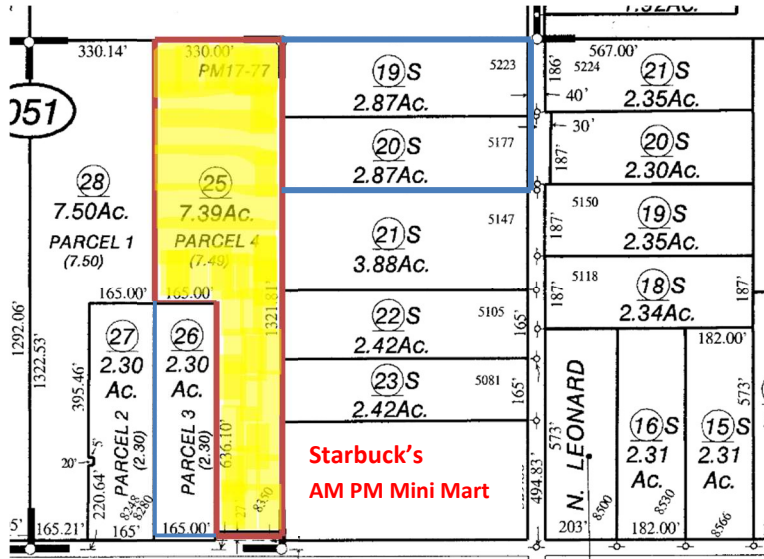 1.92Ac.
330.14'
330.00'
PM17-77
567.00'
19 S
2.87Ac.
5223
186'
5224
21 S
2.35Ac.
40'
30'
051
20 S
2.87Ac.
5177
187'
20 S
2.30Ac.
28
7.50Ac.
PARCEL 1
(7.50)
25
7.39Ac.
PARCEL 4
(7.49)
21 S
3.88Ac.
5147
187'
5150
19 S
2.35Ac.
165.00'
165.00'
1321.81'
22 S
2.42Ac.
5105
165'
187'
5118
18 S
2.34Ac.
187'
1292.06'
1322.53'
27
2.30
Ac.
PARCEL 2
(2.30)
395.46'
26
2.30
Ac.
PARCEL 3
(2.30)
636.10'
23 S
2.42Ac.
5081
165'
182.00'
573'
573'
N. LEONARD
16 S
2.31
Ac.
15 S
2.31
Ac.
20'
5'
220.64'
8248
8280
8350
27
Starbuck's
AM PM Mini Mart
494.83'
8500
8530
8566
5'
165.21'
165'
165.00'
203'
182.00'